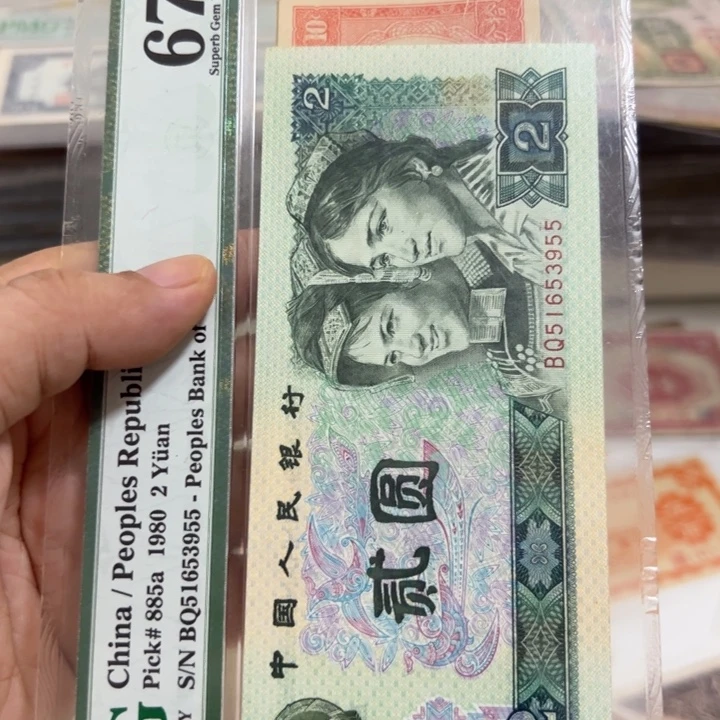 China / Peoples Republi
Pick# 885a 1980 2 Yüan
S/N BQ51653955 - Peoples Bank of
67
Superb Gem
10
2
2
BQ51653955
中国人民银行
贰圆